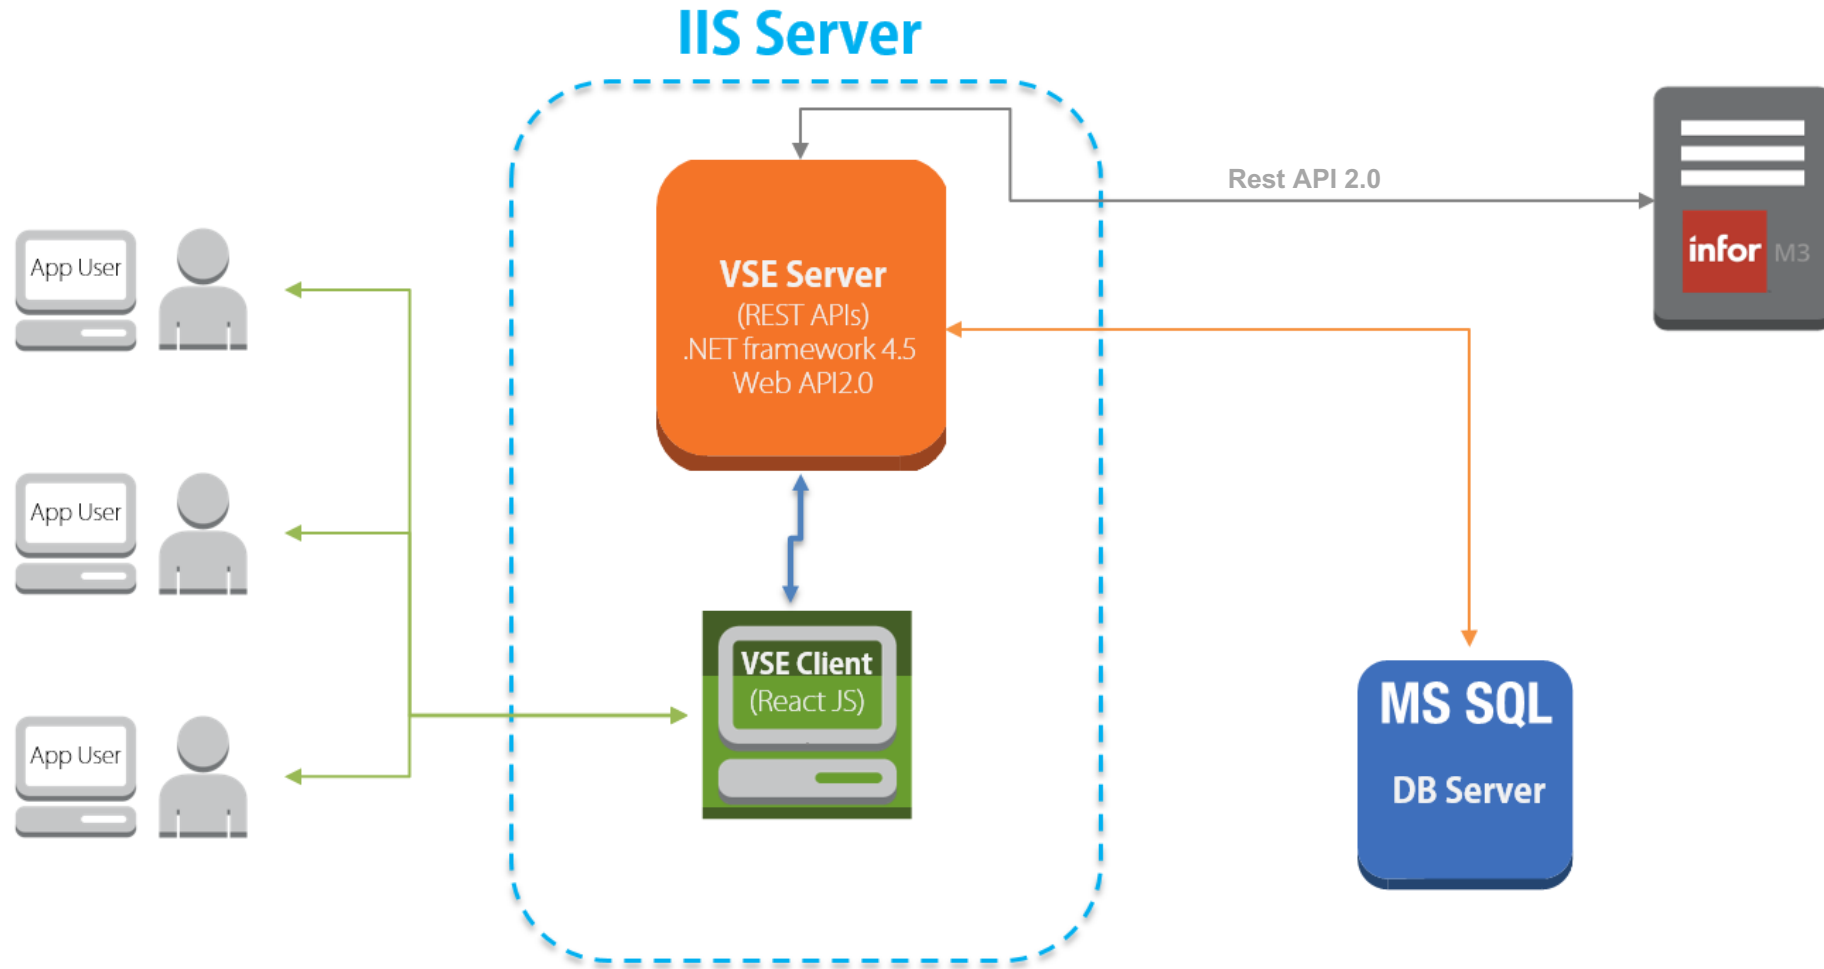 IIS Server
Rest API 2.0
infor M3
App User
VSE Server
(REST APIs)
.NET framework 4.5
Web API2.0
App User
VSE Client
(React JS)
App User
MS SQL
DB Server